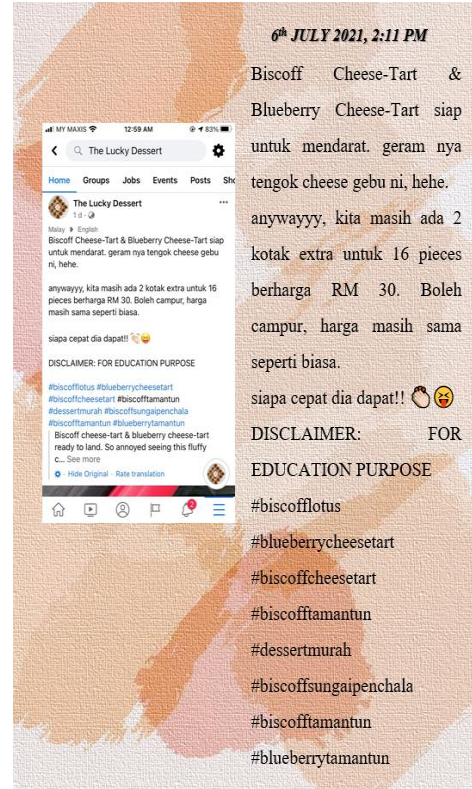 6th JULY 2021, 2:11 PM
MY MAXIS 12:59 AM 83%
The Lucky Dessert
Home Groups Jobs Events Posts Sho
The Lucky Dessert
1 d
Malay English
Biscoff Cheese-Tart & Blueberry Cheese-Tart siap
untuk mendarat. geram nya tengok cheese gebu
ni, hehe.
anywayyy, kita masih ada 2 kotak extra untuk 16
pieces berharga RM 30. Boleh campur, harga
masih sama seperti biasa.
siapa cepat dia dapat!! 👏🏻😝
DISCLAIMER: FOR EDUCATION PURPOSE
#biscofflotus #blueberrycheesetart
#biscoffcheesetart #biscofftamantun
#dessertmurah #biscoffsungaipenchala
#biscofftamantun #blueberrytamantun
Biscoff cheese-tart & blueberry cheese-tart
ready to land. So annoyed seeing this fluffy
c... See more
Hide Original · Rate translation
2
Biscoff Cheese-Tart &
Blueberry Cheese-Tart siap
untuk mendarat. geram nya
tengok cheese gebu ni, hehe.
anywayyy, kita masih ada 2
kotak extra untuk 16 pieces
berharga RM 30. Boleh
campur, harga masih sama
seperti biasa.
siapa cepat dia dapat!! 👏🏻😝
DISCLAIMER: FOR
EDUCATION PURPOSE
#biscofflotus
#blueberrycheesetart
#biscoffcheesetart
#biscofftamantun
#dessertmurah
#biscoffsungaipenchala
#biscofftamantun
#blueberrytamantun